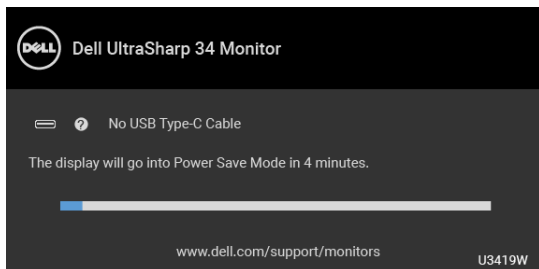 DELL
Dell UltraSharp 34 Monitor
? No USB Type-C Cable
The display will go into Power Save Mode in 4 minutes.
www.dell.com/support/monitors
U3419W